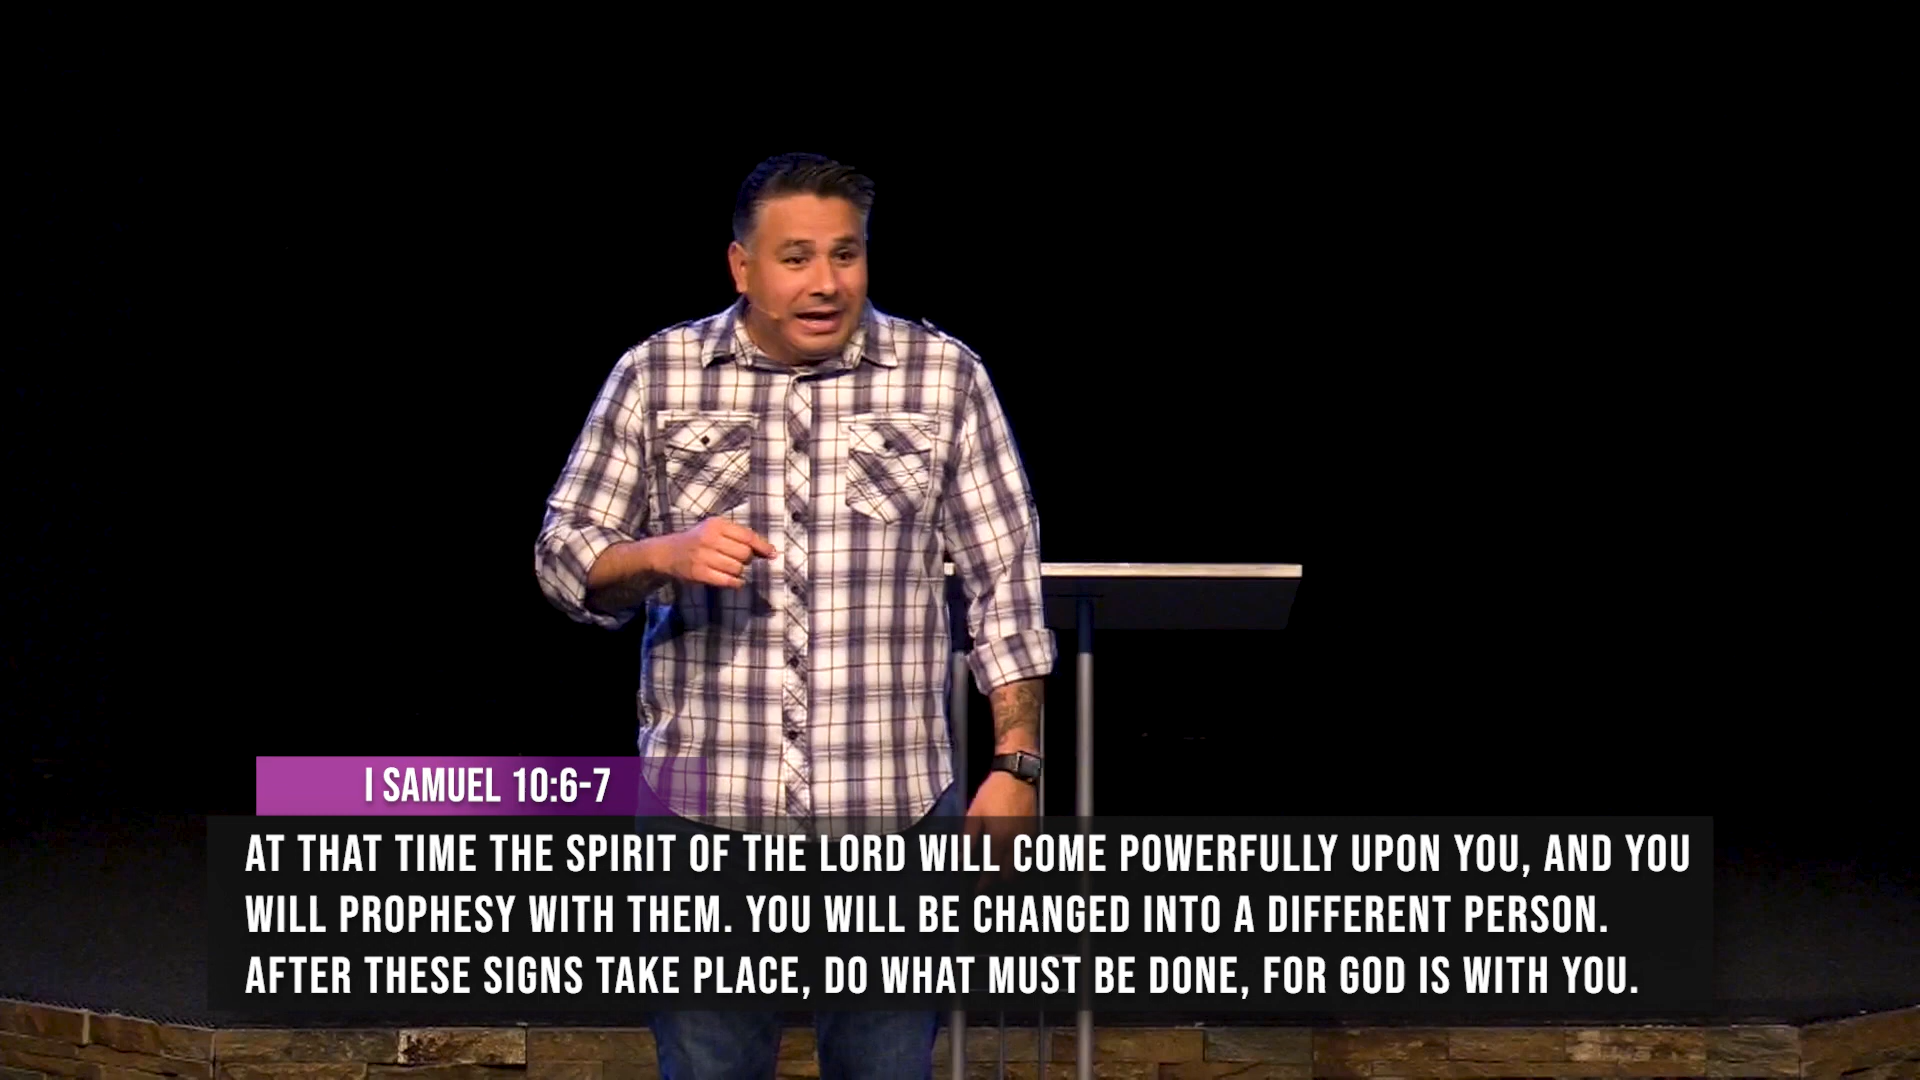 I SAMUEL 10:6-7
AT THAT TIME THE SPIRIT OF THE LORD WILL COME POWERFULLY UPON YOU, AND YOU
WILL PROPHESY WITH THEM. YOU WILL BE CHANGED INTO A DIFFERENT PERSON.
AFTER THESE SIGNS TAKE PLACE, DO WHAT MUST BE DONE, FOR GOD IS WITH YOU.